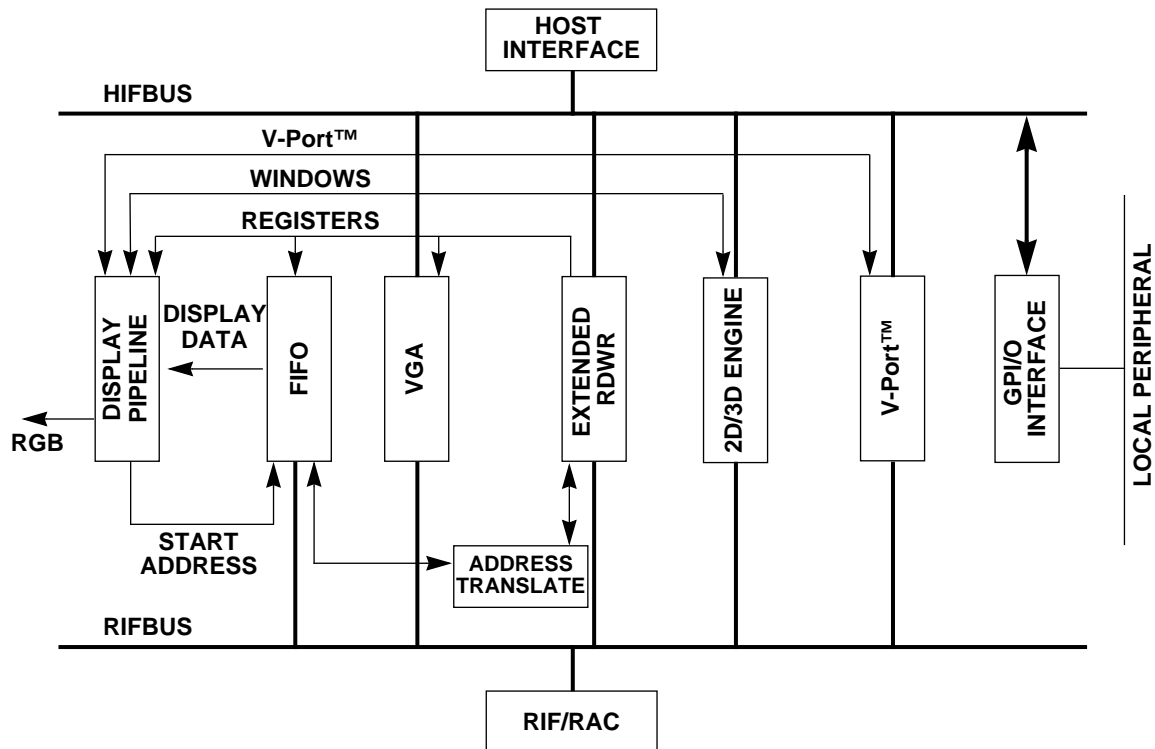 HOST
INTERFACE
HIFBUS
V-Port™
WINDOWS
REGISTERS
DISPLAY
PIPELINE
DISPLAY
DATA
FIFO
VGA
EXTENDED
RDWR
2D/3D ENGINE
V-Port™
GPI/O
INTERFACE
LOCAL PERIPHERAL
RGB
START
ADDRESS
ADDRESS
TRANSLATE
RIFBUS
RIF/RAC